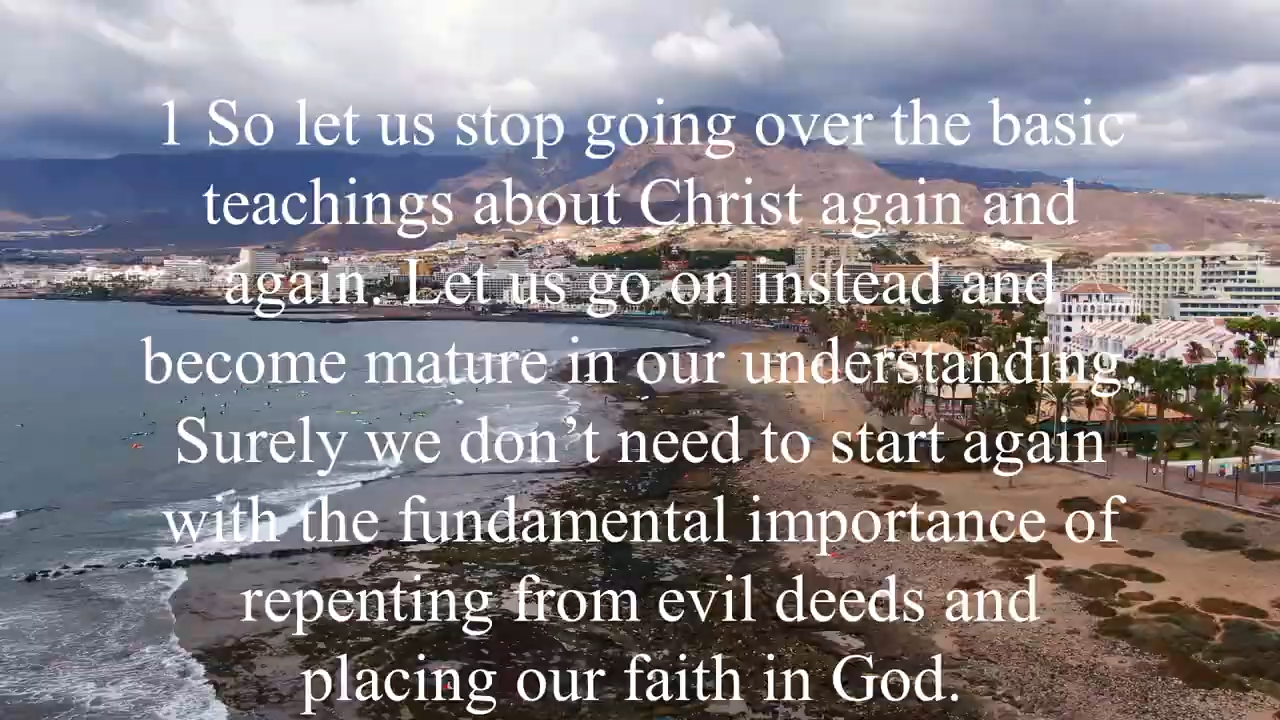 1 So let us stop going over the basic
teachings about Christ again and
again. Let us go on instead and
become mature in our understanding.
Surely we don’t need to start again
with the fundamental importance of
repenting from evil deeds and
placing our faith in God.